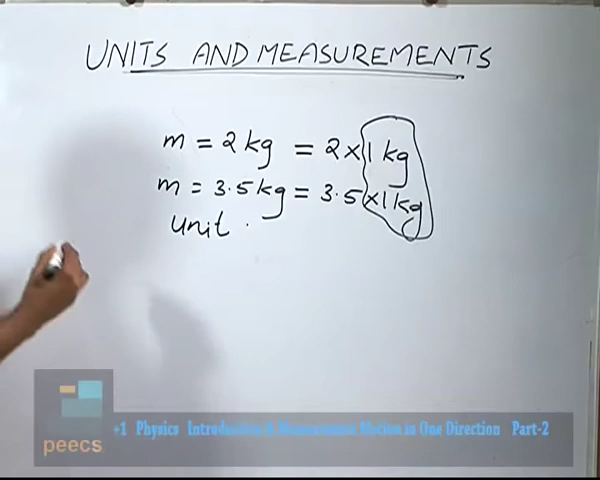 UNITS AND MEASUREMENTS
m = 2 kg = 2 × 1 kg
m = 3.5 kg = 3.5 × 1 kg
unit .
+1 Physics Introduction & Measurement Motion in One Direction Part-2
peecs